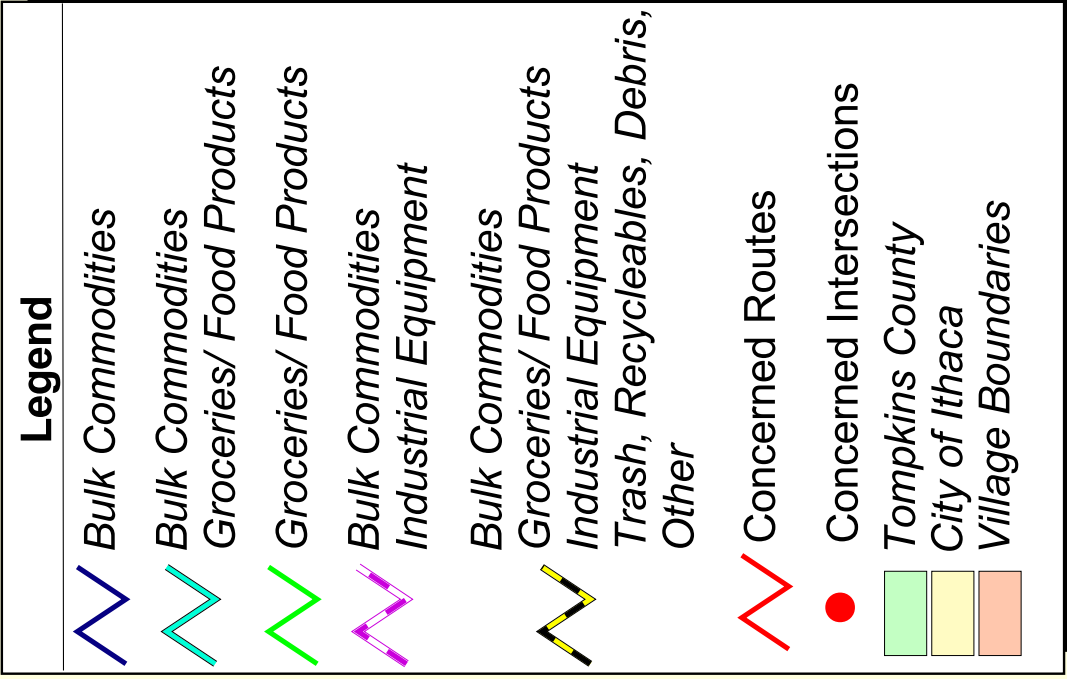 Legend
Bulk Commodities
Bulk Commodities
Groceries/ Food Products
Groceries/ Food Products
Bulk Commodities
Industrial Equipment
Bulk Commodities
Groceries/ Food Products
Industrial Equipment
Trash, Recycleables, Debris,
Other
Concerned Routes
Concerned Intersections
Tompkins County
City of Ithaca
Village Boundaries